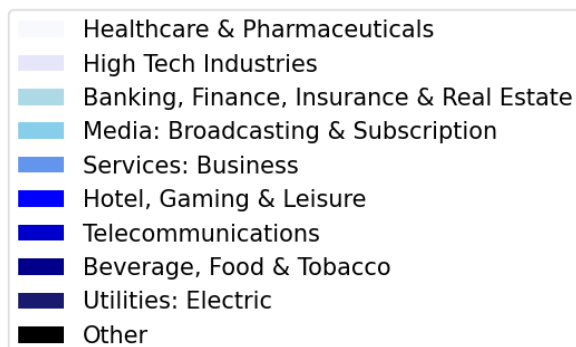 Healthcare & Pharmaceuticals
High Tech Industries
Banking, Finance, Insurance & Real Estate
Media: Broadcasting & Subscription
Services: Business
Hotel, Gaming & Leisure
Telecommunications
Beverage, Food & Tobacco
Utilities: Electric
Other